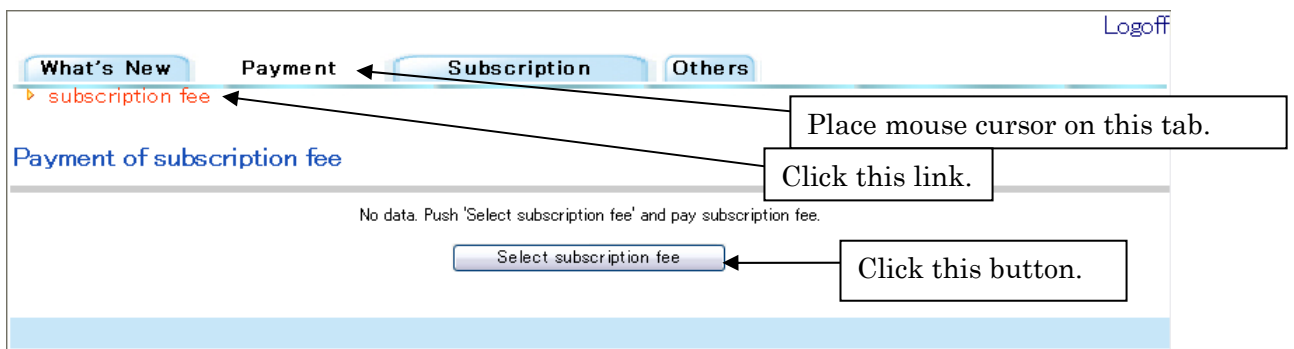 Logoff
What's New Payment Subscription Others
subscription fee
Place mouse cursor on this tab.
Payment of subscription fee
Click this link.
No data. Push 'Select subscription fee' and pay subscription fee.
Select subscription fee
Click this button.